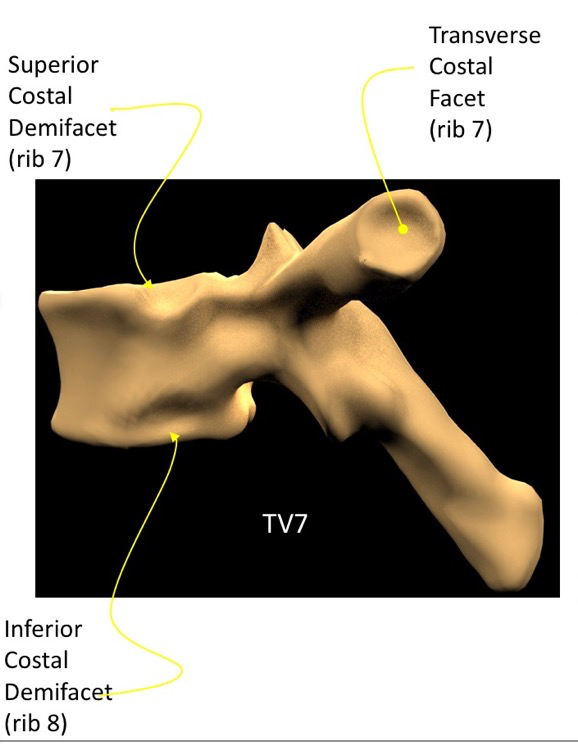 Superior
Costal
Demifacet
(rib 7)
Transverse
Costal
Facet
(rib 7)
TV7
Inferior
Costal
Demifacet
(rib 8)